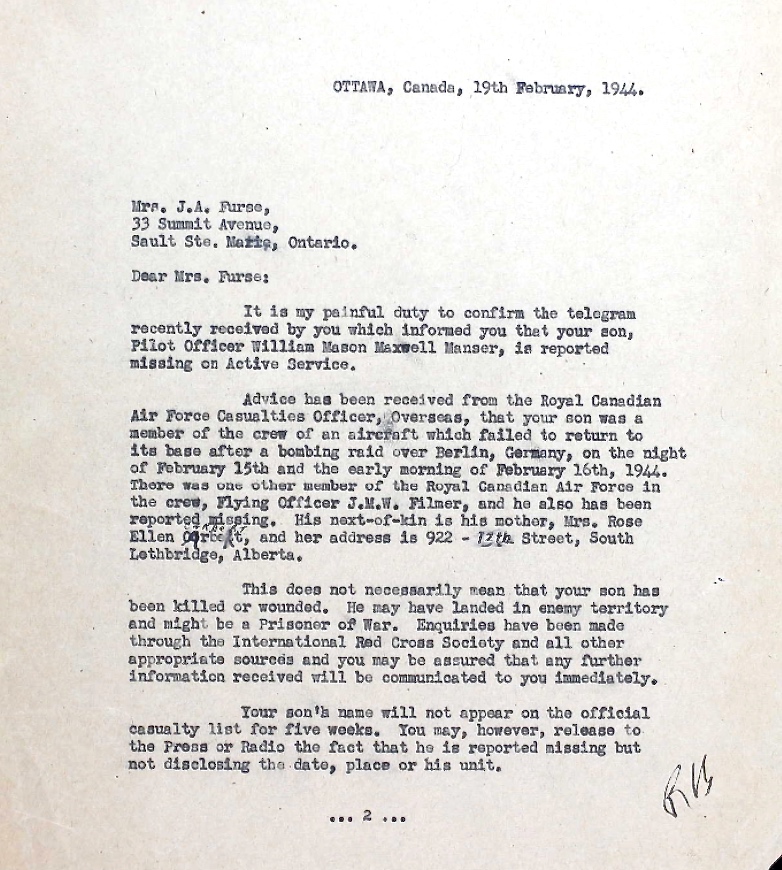 OTTAWA, Canada, 19th February, 1944.
Mrs. J.A. Furse,
33 Summit Avenue,
Sault Ste. Marie, Ontario.
Dear Mrs. Furse:
It is my painful duty to confirm the telegram
recently received by you which informed you that your son,
Pilot Officer William Mason Maxwell Manser, is reported
missing on Active Service.
Advice has been received from the Royal Canadian
Air Force Casualties Officer, Overseas, that your son was a
member of the crew of an aircraft which failed to return to
its base after a bombing raid over Berlin, Germany, on the night
of February 15th and the early morning of February 16th, 1944.
There was one other member of the Royal Canadian Air Force in
the crew, Flying Officer J.M.W. Filmer, and he also has been
reported missing. His next-of-kin is his mother, Mrs. Rose
Ellen and her address is 922 - 12th Street, South
Lethbridge, Alberta.
This does not necessarily mean that your son has
been killed or wounded. He may have landed in enemy territory
and might be a Prisoner of War. Enquiries have been made
through the International Red Cross Society and all other
appropriate sources and you may be assured that any further
information received will be communicated to you immediately.
Your son's name will not appear on the official
casualty list for five weeks. You may, however, release to
the Press or Radio the fact that he is reported missing but
not disclosing the date, place or his unit.
... 2 ...